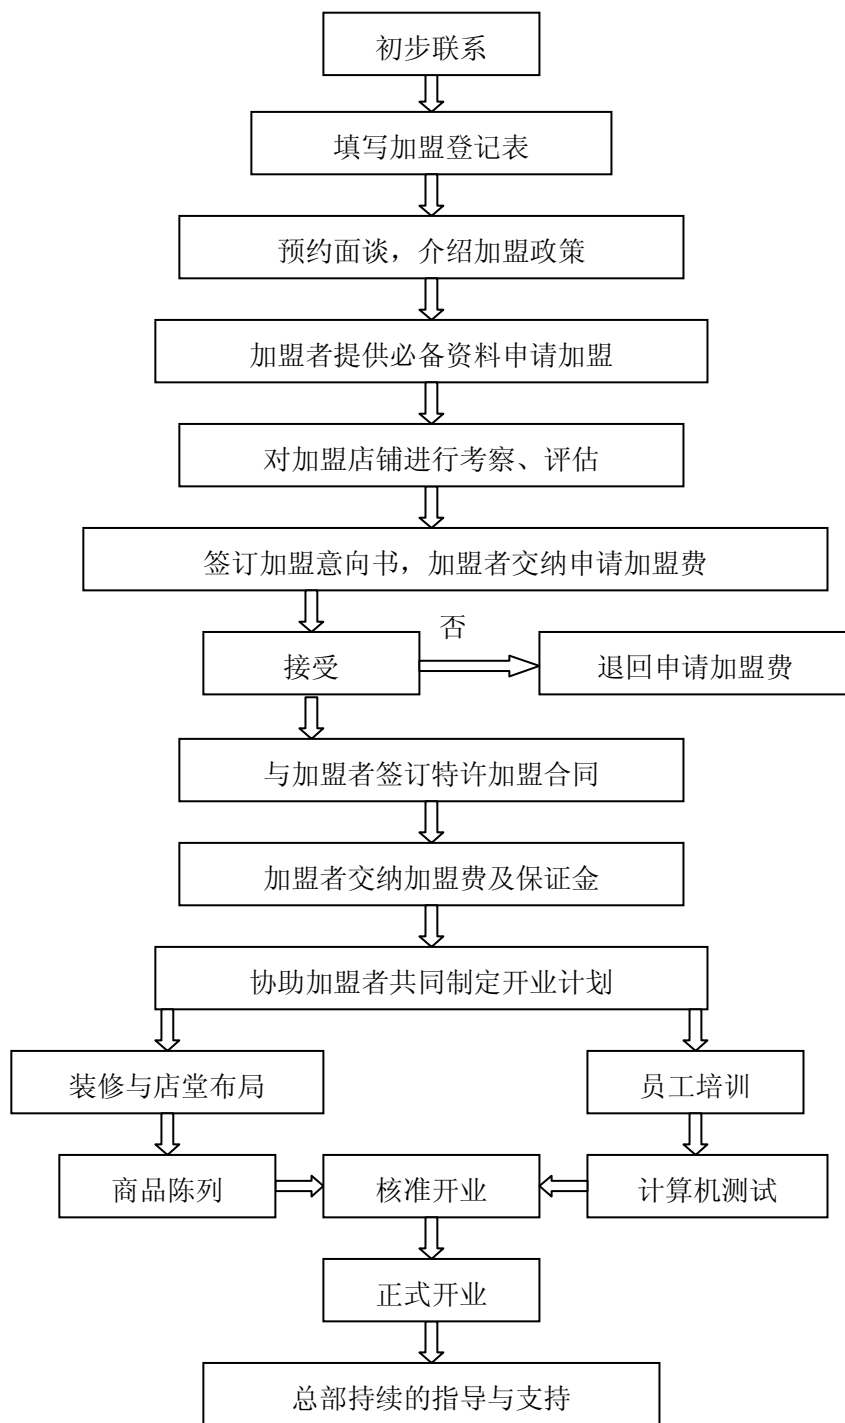 初步联系
填写加盟登记表
预约面谈，介绍加盟政策
加盟者提供必备资料申请加盟
对加盟店铺进行考察、评估
签订加盟意向书，加盟者交纳申请加盟费
否
接受
退回申请加盟费
与加盟者签订特许加盟合同
加盟者交纳加盟费及保证金
协助加盟者共同制定开业计划
装修与店堂布局
员工培训
商品陈列
核准开业
计算机测试
正式开业
总部持续的指导与支持